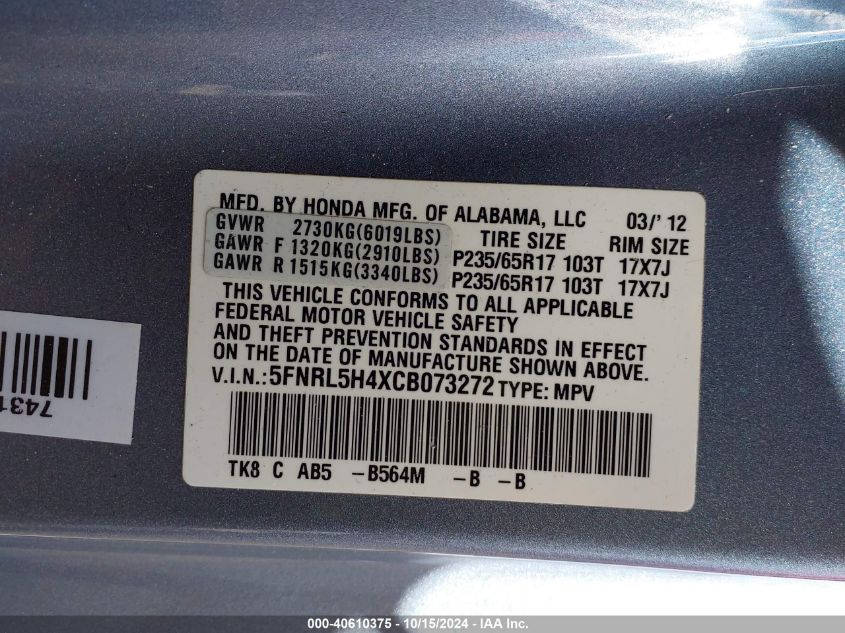 MFD. BY HONDA MFG. OF ALABAMA, LLC 03/' 12
GVWR 2730KG(6019LBS) TIRE SIZE RIM SIZE
GAWR F 1320KG(2910LBS) P235/65R17 103T 17X7J
GAWR R 1515KG(3340LBS) P235/65R17 103T 17X7J
THIS VEHICLE CONFORMS TO ALL APPLICABLE
FEDERAL MOTOR VEHICLE SAFETY
AND THEFT PREVENTION STANDARDS IN EFFECT
ON THE DATE OF MANUFACTURE SHOWN ABOVE.
V.I.N.: 5FNRL5H4XCB073272 TYPE: MPV
TK8 C AB5 -B564M -B -B
7431
000-40610375 - 10/15/2024 - IAA Inc.